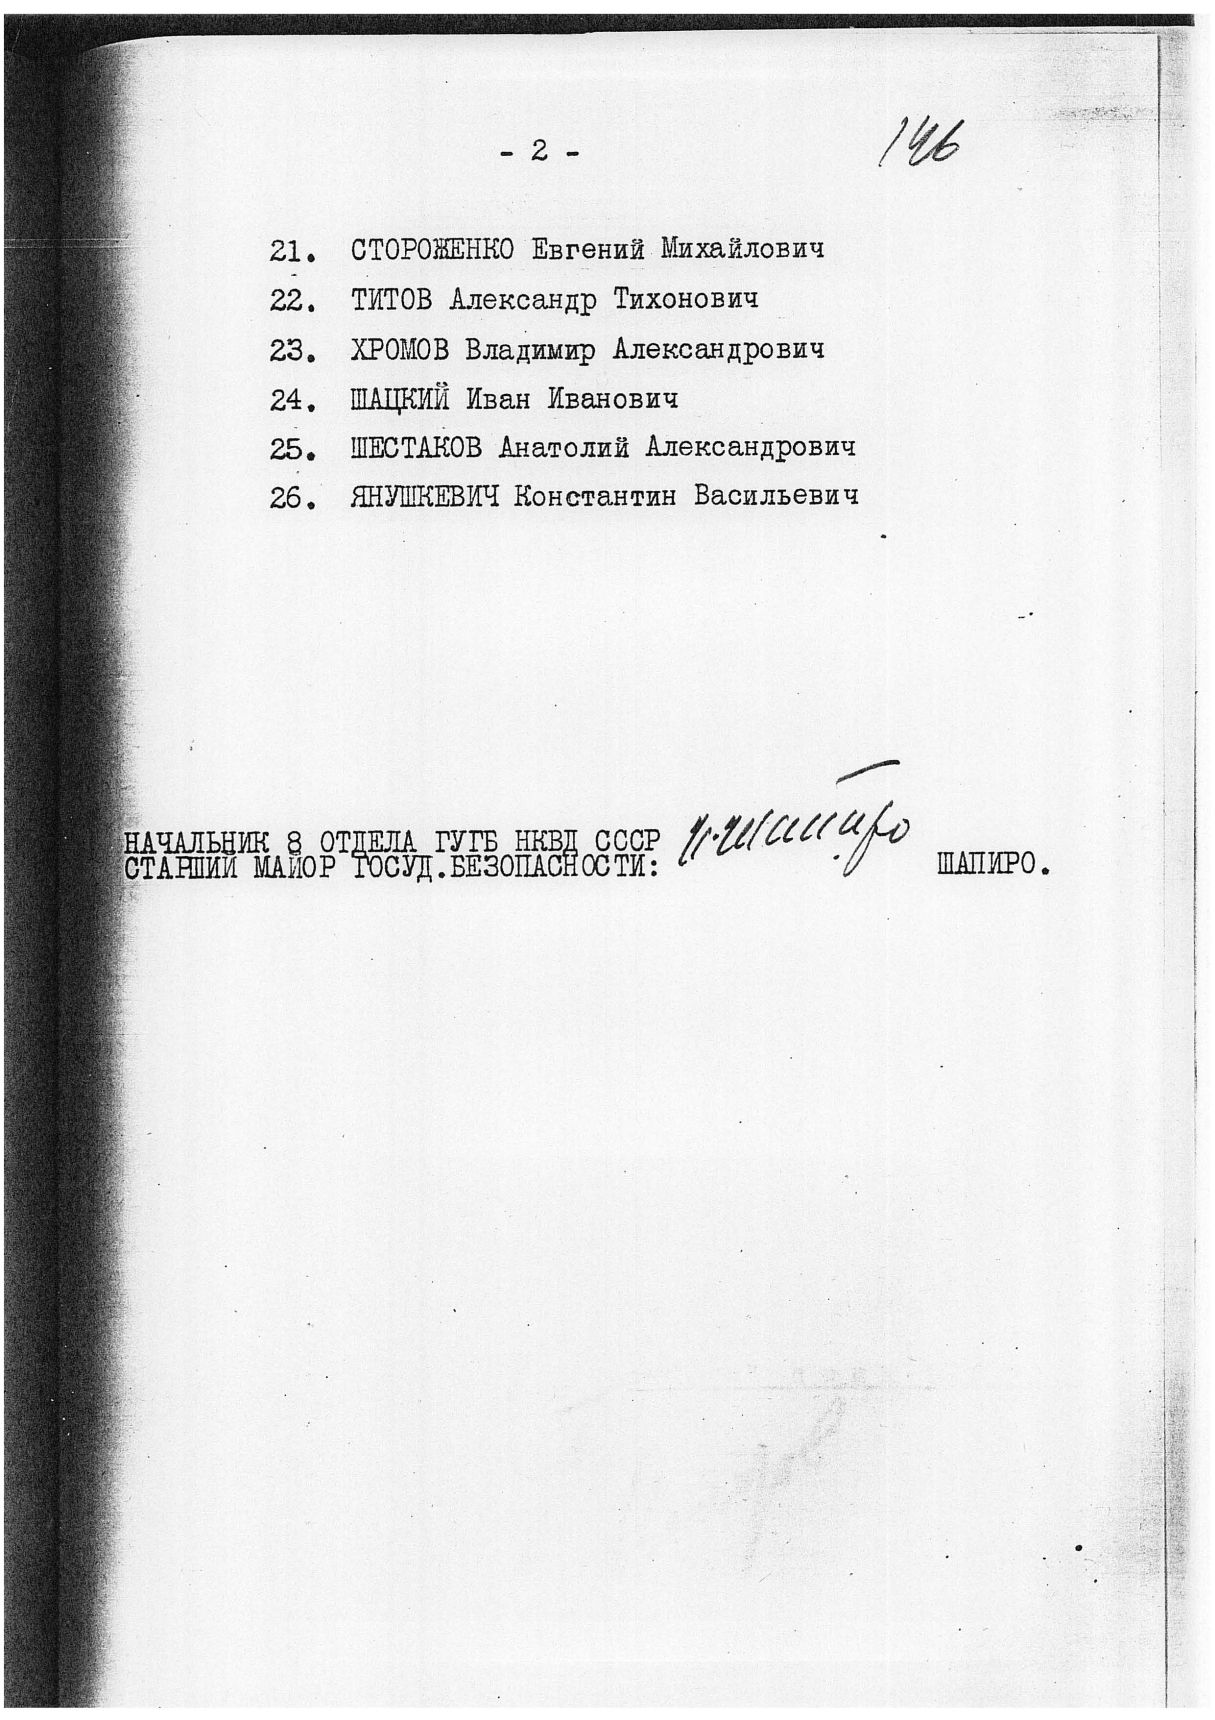 - 2 -
146
21. СТОРОЖЕНКО Евгений Михайлович
22. ТИТОВ Александр Тихонович
23. ХРОМОВ Владимир Александрович
24. ШАЦКИЙ Иван Иванович
25. ШЕСТАКОВ Анатолий Александрович
26. ЯНУШКЕВИЧ Константин Васильевич
НАЧАЛЬНИК 8 ОТДЕЛА ГУГБ НКВД СССР
СТАРШИЙ МАЙОР ГОСУД.БЕЗОПАСНОСТИ: ШАПИРО.